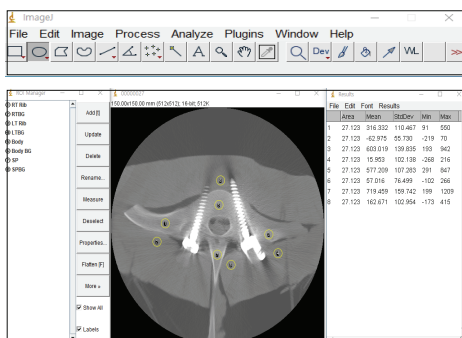 ImageJ
File Edit Image Process Analyze Plugins Window Help
A Dev
>>
ROI Manager
RT Rib
RTBG
LT Rib
LTBG
Body
Body BG
SP
SPBG
Add [t]
Update
Delete
Rename...
Measure
Deselect
Properties...
Flatten [F]
More »
Show All
Labels
00000027
150.00x150.00 mm (512x512); 16-bit; 512K
Results
File Edit Font Results
Area Mean StdDev Min Max
1 27.123 316.332 110.467 91 550
2 27.123 -62.975 55.730 -219 70
3 27.123 603.019 139.835 193 942
4 27.123 15.953 102.138 -268 216
5 27.123 577.209 107.283 291 847
6 27.123 57.016 76.499 -102 266
7 27.123 719.459 159.742 199 1209
8 27.123 162.671 102.954 -173 415